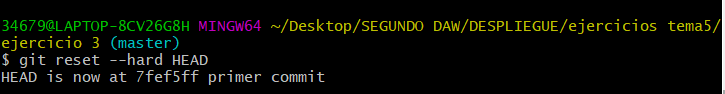 34679@LAPTOP-8CV26G8H MINGW64 ~/Desktop/SEGUNDO DAW/DESPLIEGUE/ejercicios tema5/
ejercicio 3 (master)
$ git reset --hard HEAD
HEAD is now at 7fef5ff primer commit